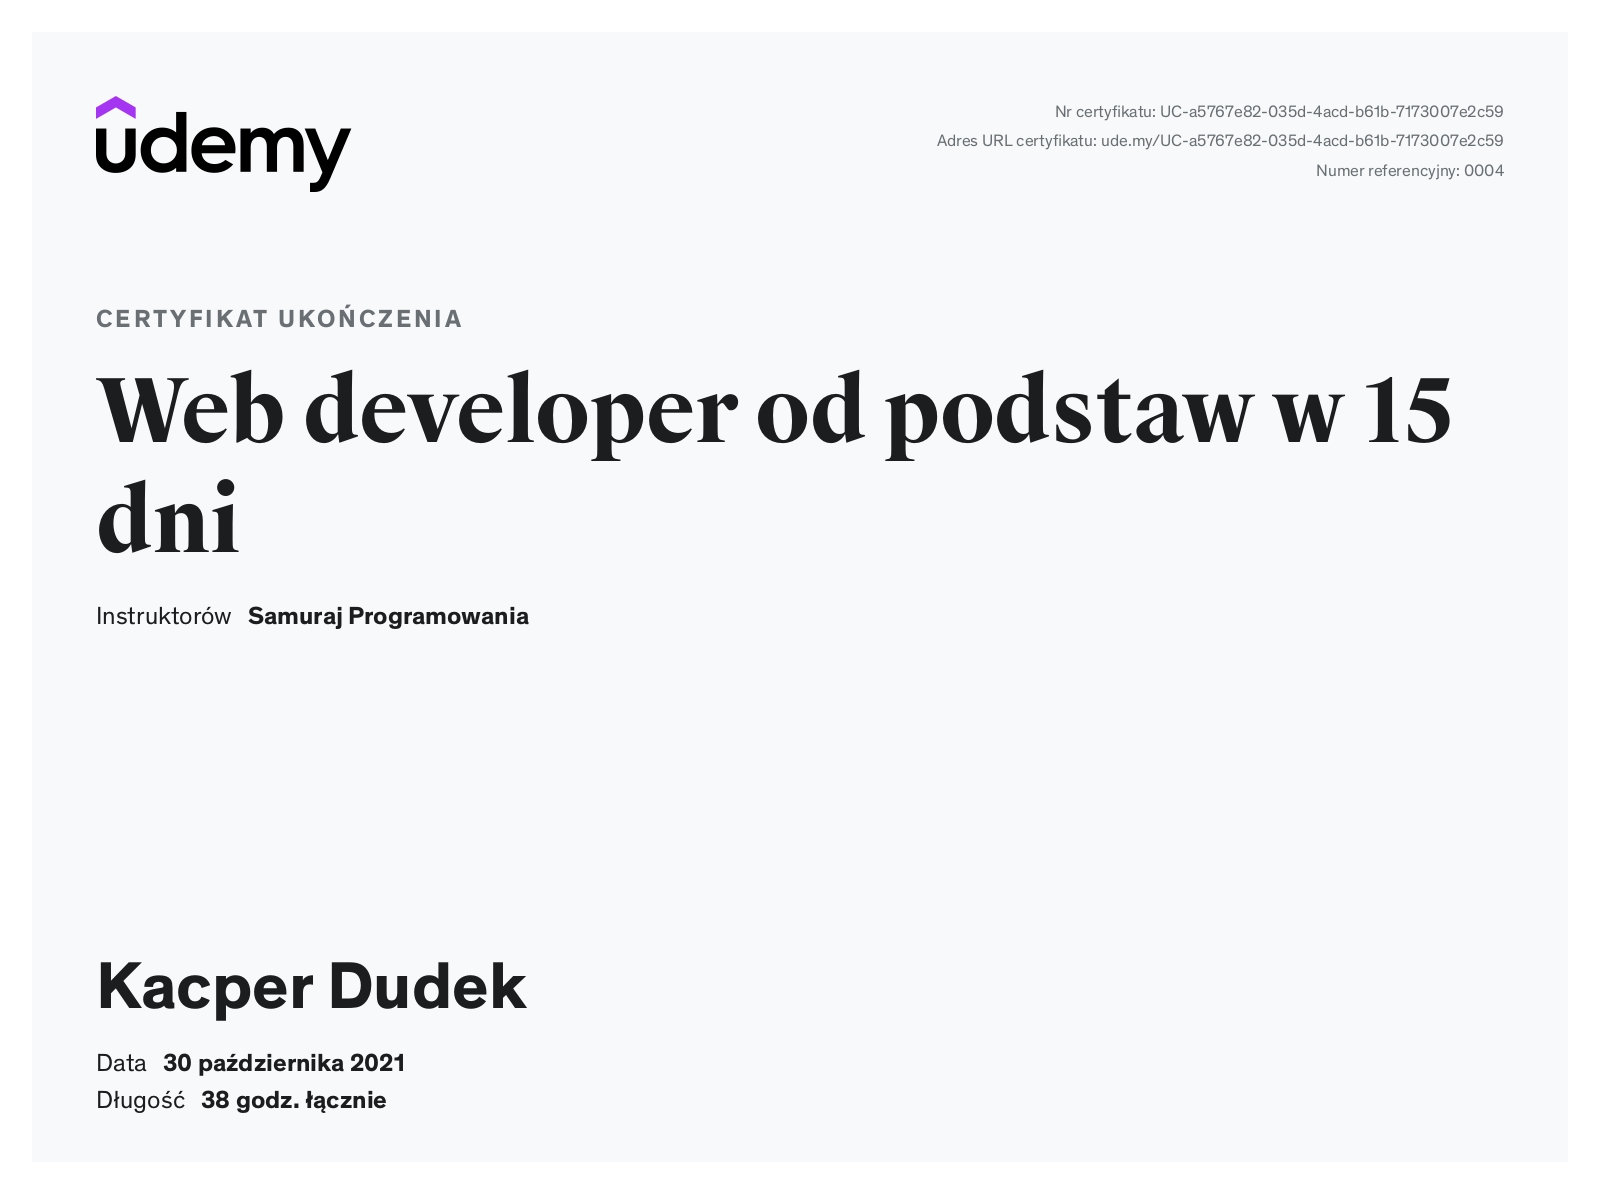 udemy
Nr certyfikatu: UC-a5767e82-035d-4acd-b61b-7173007e2c59
Adres URL certyfikatu: ude.my/UC-a5767e82-035d-4acd-b61b-7173007e2c59
Numer referencyjny: 0004
CERTYFIKAT UKOŃCZENIA
Web developer od podstaw w 15
dni
Instruktorów Samuraj Programowania
Kacper Dudek
Data 30 października 2021
Długość 38 godz. łącznie